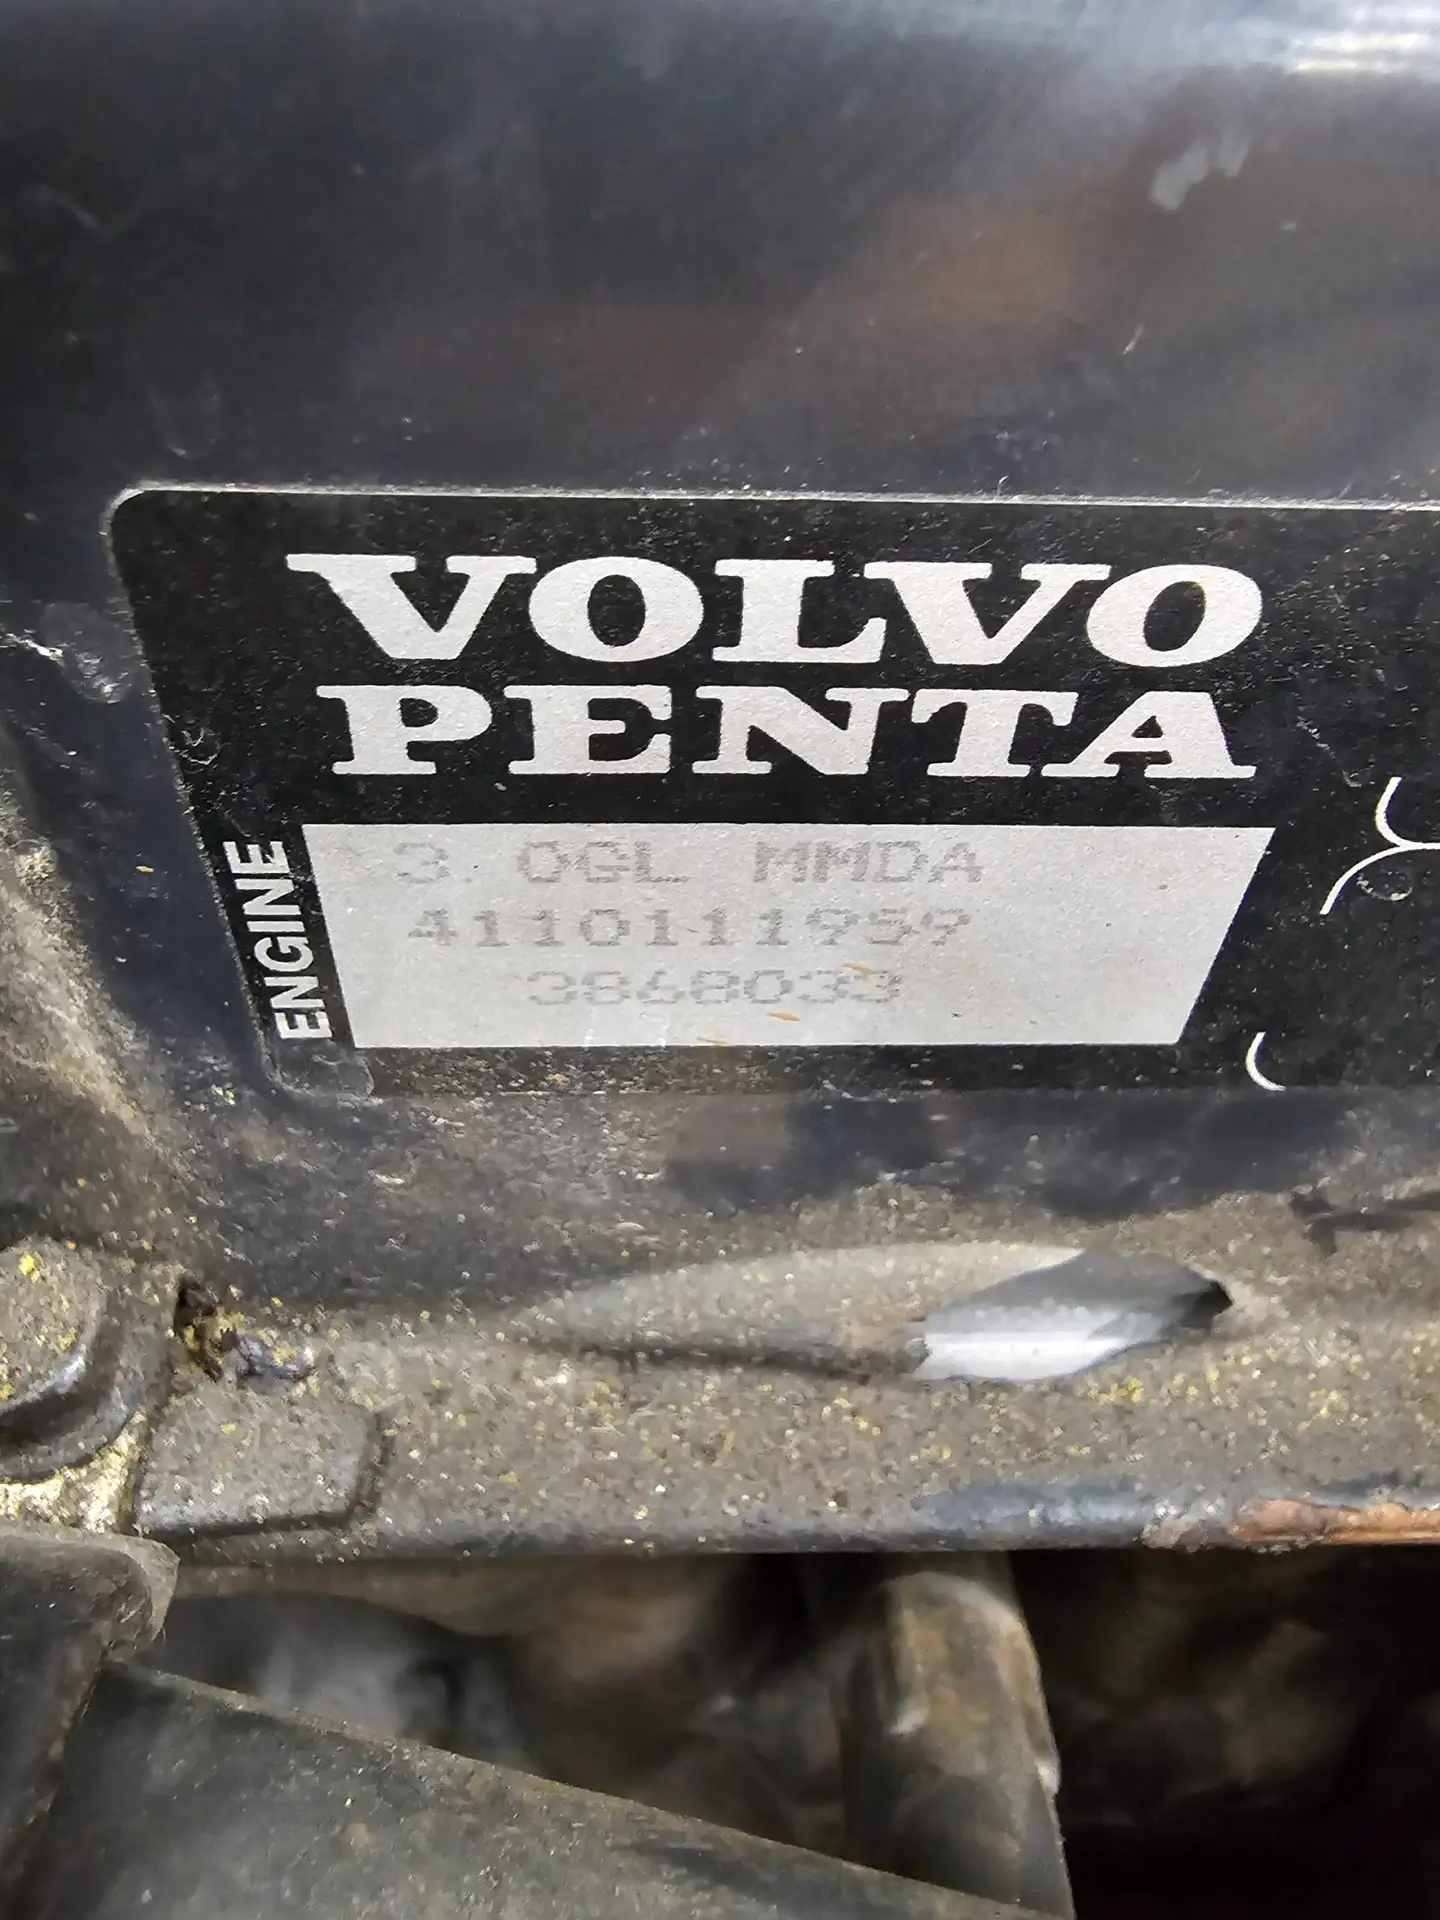 VOLVO
PENTA
ENGINE
3. 0GL MMDA
4110111959
3868033